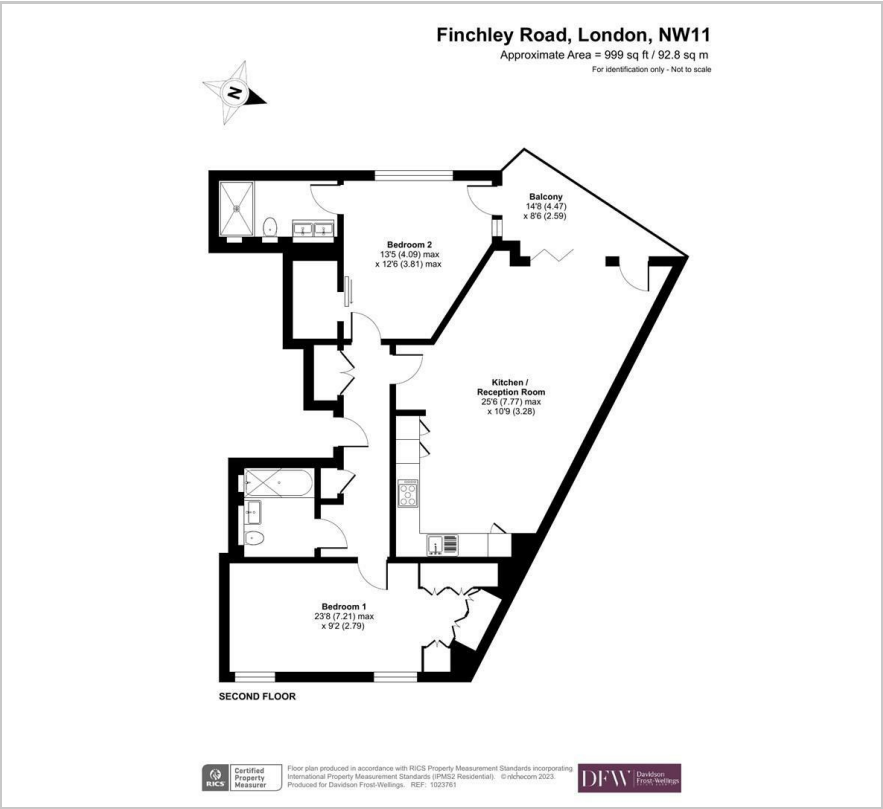 Finchley Road, London, NW11
Approximate Area = 999 sq ft / 92.8 sq m
For identification only - Not to scale
N
Balcony
14'8 (4.47)
x 8'6 (2.59)
Bedroom 2
13'5 (4.09) max
x 12'6 (3.81) max
Kitchen /
Reception Room
25'6 (7.77) max
x 10'9 (3.28)
Bedroom 1
23'8 (7.21) max
x 9'2 (2.79)
SECOND FLOOR
RICS
Certified
Property
Measurer
Floor plan produced in accordance with RICS Property Measurement Standards incorporating
International Property Measurement Standards (IPMS2 Residential). © nichecom 2023.
Produced for Davidson Frost-Wellings. REF: 1023761
DFW
Davidson
Frost-Wellings